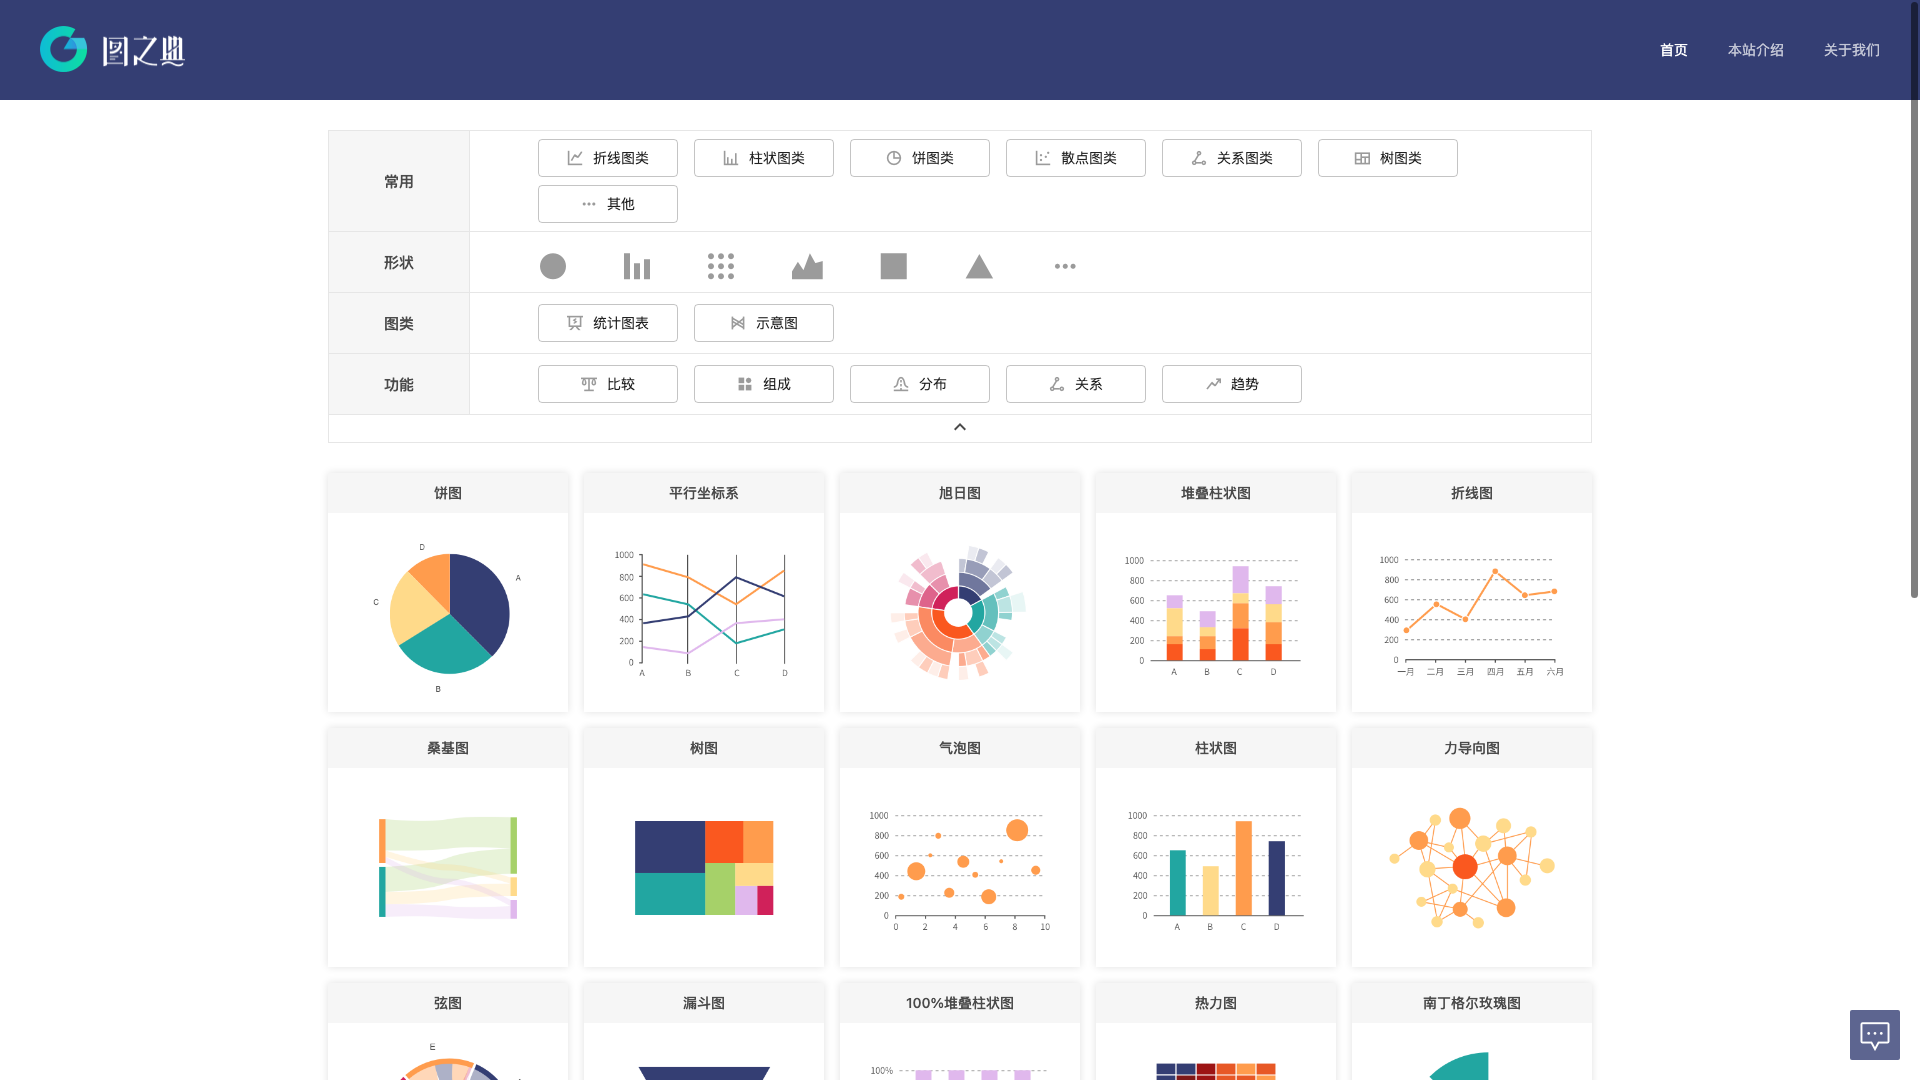 图之典
首页 本站介绍 关于我们
常用
折线图类 柱状图类 饼图类 散点图类 关系图类 树图类
其他
形状
图类
统计图表 示意图
功能
比较 组成 分布 关系 趋势
饼图 平行坐标系 旭日图 堆叠柱状图 折线图
D
A
C
B
1000
800
600
400
200
0
A B C D
1000
800
600
400
200
0
A B C D
1000
800
600
400
200
0
一月 二月 三月 四月 五月 六月
桑基图 树图 气泡图 柱状图 力导向图
1000
800
600
400
200
0
0 2 4 6 8 10
1000
800
600
400
200
0
A B C D
弦图 漏斗图 100%堆叠柱状图 热力图 南丁格尔玫瑰图
E
100%